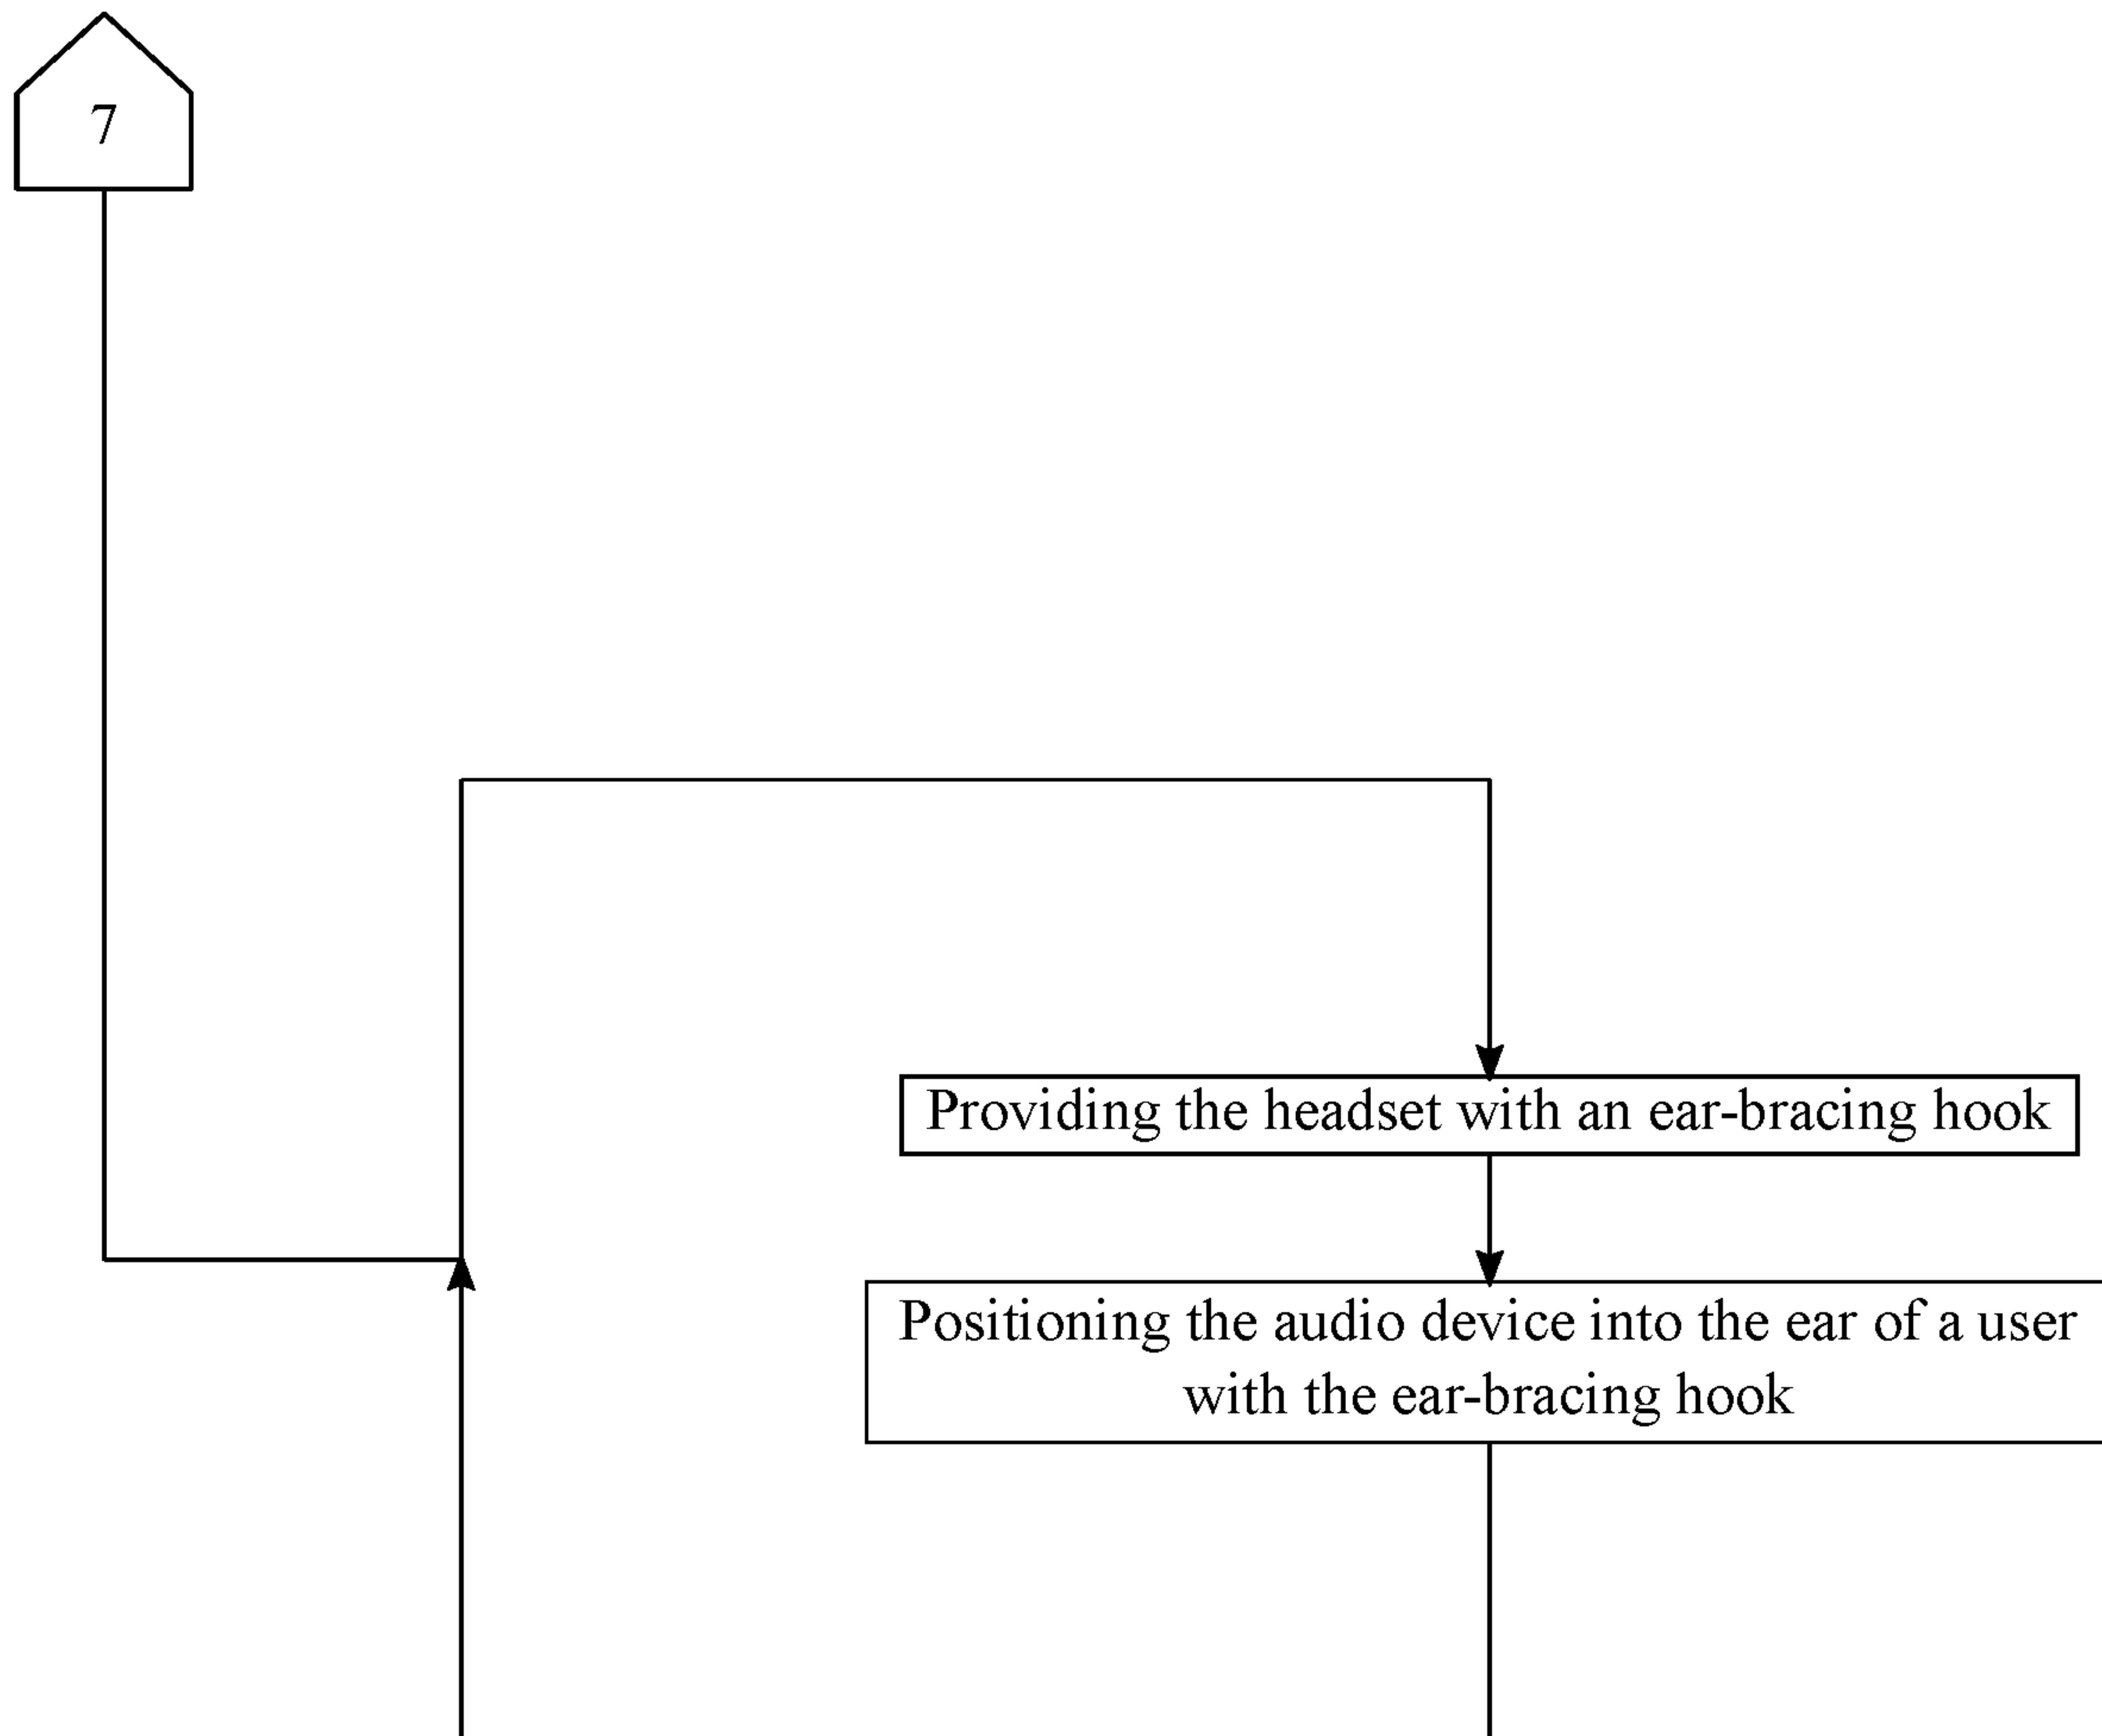 7
Providing the headset with an ear-bracing hook
Positioning the audio device into the ear of a user
with the ear-bracing hook